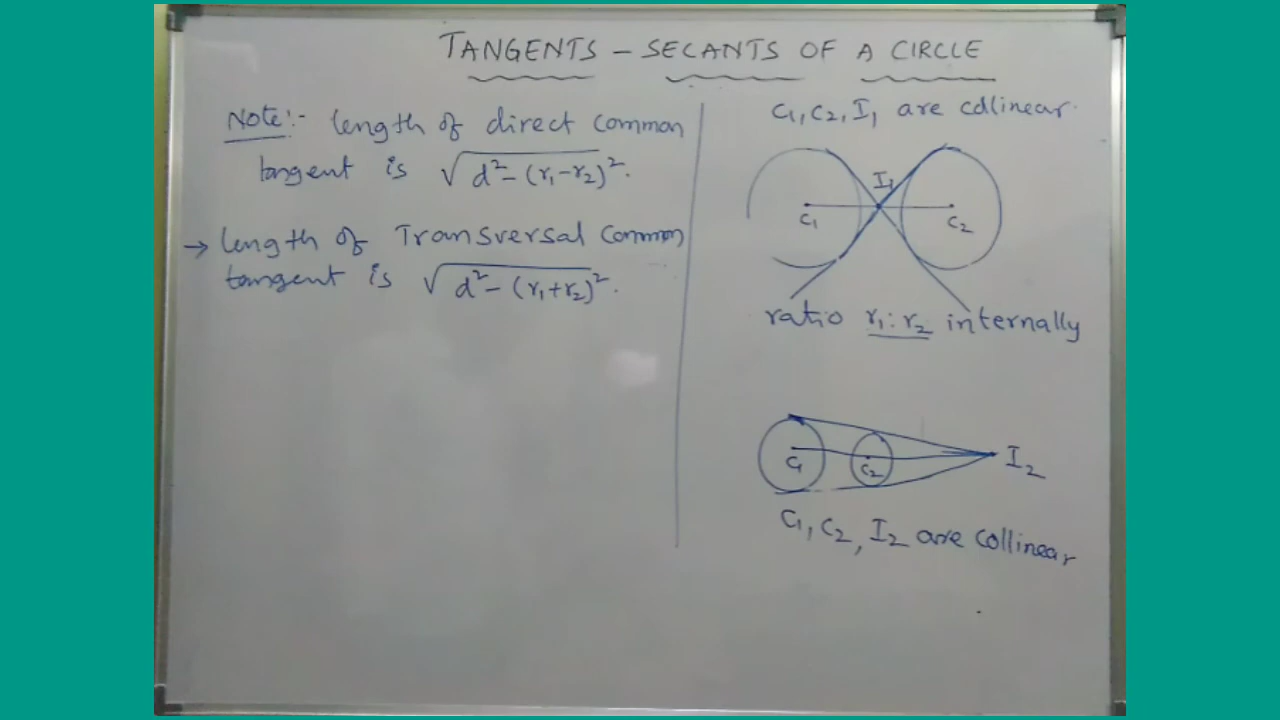 TANGENTS - SECANTS OF A CIRCLE
Note:- length of direct common
tangent is √d²-(r₁-r₂)².
→ length of Transversal common
tangent is √d²-(r₁+r₂)².
C₁,C₂,I₁ are collinear.
I₁
C₁
C₂
ratio r₁:r₂ internally
C₁
C₂
I₂
C₁,C₂,I₂ are collinear